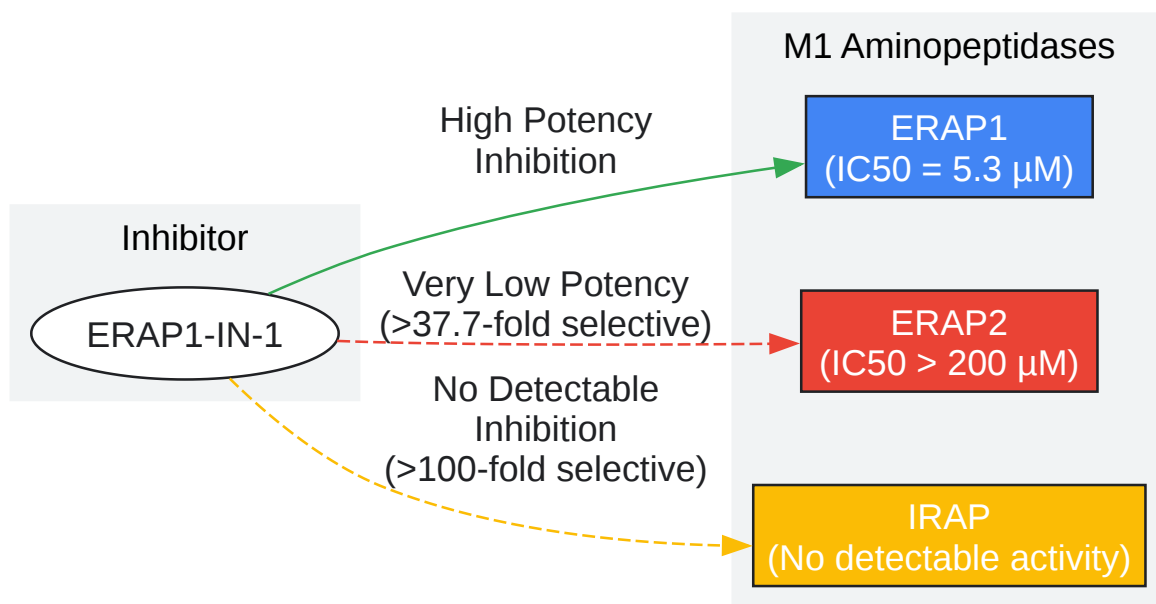 M1 Aminopeptidases
High Potency
Inhibition
ERAP1
(IC50 = 5.3 µM)
Inhibitor
ERAP1-IN-1
Very Low Potency
(>37.7-fold selective)
ERAP2
(IC50 > 200 µM)
No Detectable
Inhibition
(>100-fold selective)
IRAP
(No detectable activity)